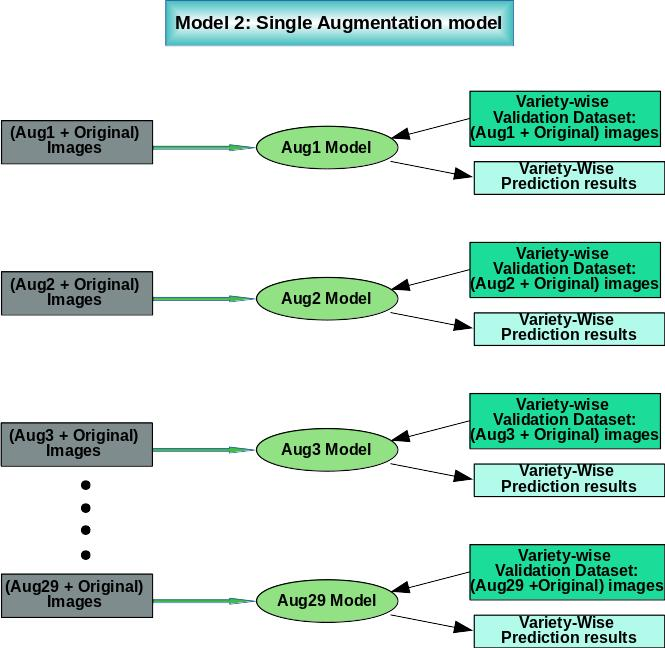 Model 2: Single Augmentation model
(Aug1 + Original)
Images
Aug1 Model
Variety-wise
Validation Dataset:
(Aug1 + Original) images
Variety-Wise
Prediction results
(Aug2 + Original)
Images
Aug2 Model
Variety-wise
Validation Dataset:
(Aug2 + Original) images
Variety-Wise
Prediction results
(Aug3 + Original)
Images
Aug3 Model
Variety-wise
Validation Dataset:
(Aug3 + Original) images
Variety-Wise
Prediction results
(Aug29 + Original)
Images
Aug29 Model
Variety-wise
Validation Dataset:
(Aug29 +Original) images
Variety-Wise
Prediction results